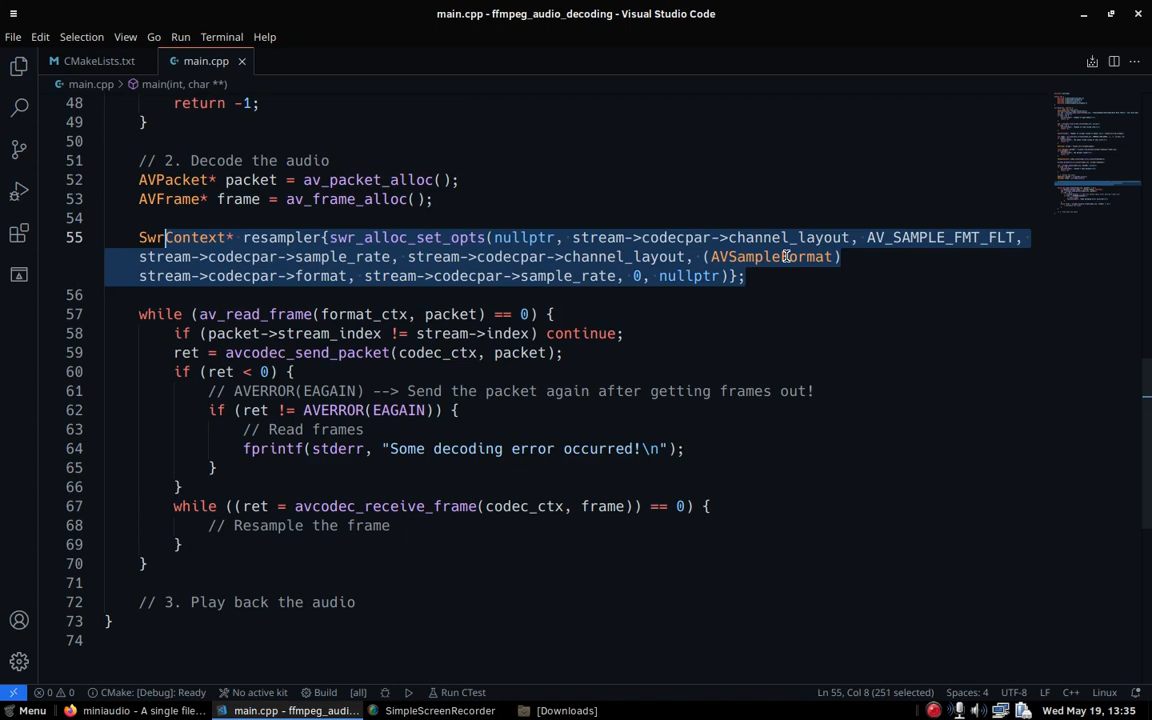 main.cpp - ffmpeg_audio_decoding - Visual Studio Code
File Edit Selection View Go Run Terminal Help
CMakeLists.txt main.cpp
main.cpp > main(int, char **)
48 return -1;
49 }
50
51 // 2. Decode the audio
52 AVPacket* packet = av_packet_alloc();
53 AVFrame* frame = av_frame_alloc();
54
55 SwrContext* resampler{swr_alloc_set_opts(nullptr, stream->codecpar->channel_layout, AV_SAMPLE_FMT_FLT,
stream->codecpar->sample_rate, stream->codecpar->channel_layout, (AVSampleFormat)
stream->codecpar->format, stream->codecpar->sample_rate, 0, nullptr)};
56
57 while (av_read_frame(format_ctx, packet) == 0) {
58 if (packet->stream_index != stream->index) continue;
59 ret = avcodec_send_packet(codec_ctx, packet);
60 if (ret < 0) {
61 // AVERROR(EAGAIN) --> Send the packet again after getting frames out!
62 if (ret != AVERROR(EAGAIN)) {
63 // Read frames
64 fprintf(stderr, "Some decoding error occurred!\n");
65 }
66 }
67 while ((ret = avcodec_receive_frame(codec_ctx, frame)) == 0) {
68 // Resample the frame
69 }
70 }
71
72 // 3. Play back the audio
73 }
74
0 0 CMake: [Debug]: Ready No active kit Build [all] Run CTest Ln 55, Col 8 (251 selected) Spaces: 4 UTF-8 LF C++ Linux
Menu miniaudio - A single file... main.cpp - ffmpeg_audi... SimpleScreenRecorder [Downloads] Wed May 19, 13:35